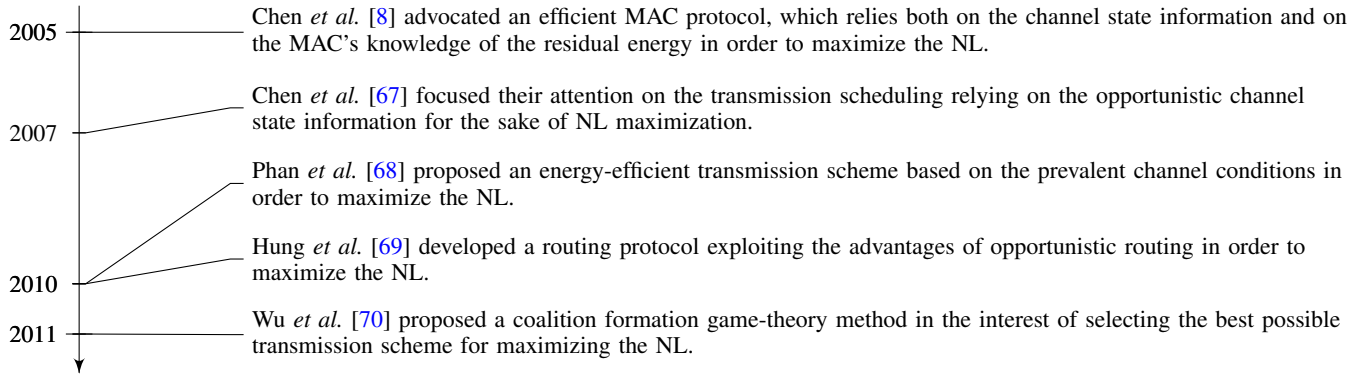 2005
Chen et al. [8] advocated an efficient MAC protocol, which relies both on the channel state information and on
the MAC's knowledge of the residual energy in order to maximize the NL.
2007
Chen et al. [67] focused their attention on the transmission scheduling relying on the opportunistic channel
state information for the sake of NL maximization.
2010
Phan et al. [68] proposed an energy-efficient transmission scheme based on the prevalent channel conditions in
order to maximize the NL.
Hung et al. [69] developed a routing protocol exploiting the advantages of opportunistic routing in order to
maximize the NL.
2011
Wu et al. [70] proposed a coalition formation game-theory method in the interest of selecting the best possible
transmission scheme for maximizing the NL.